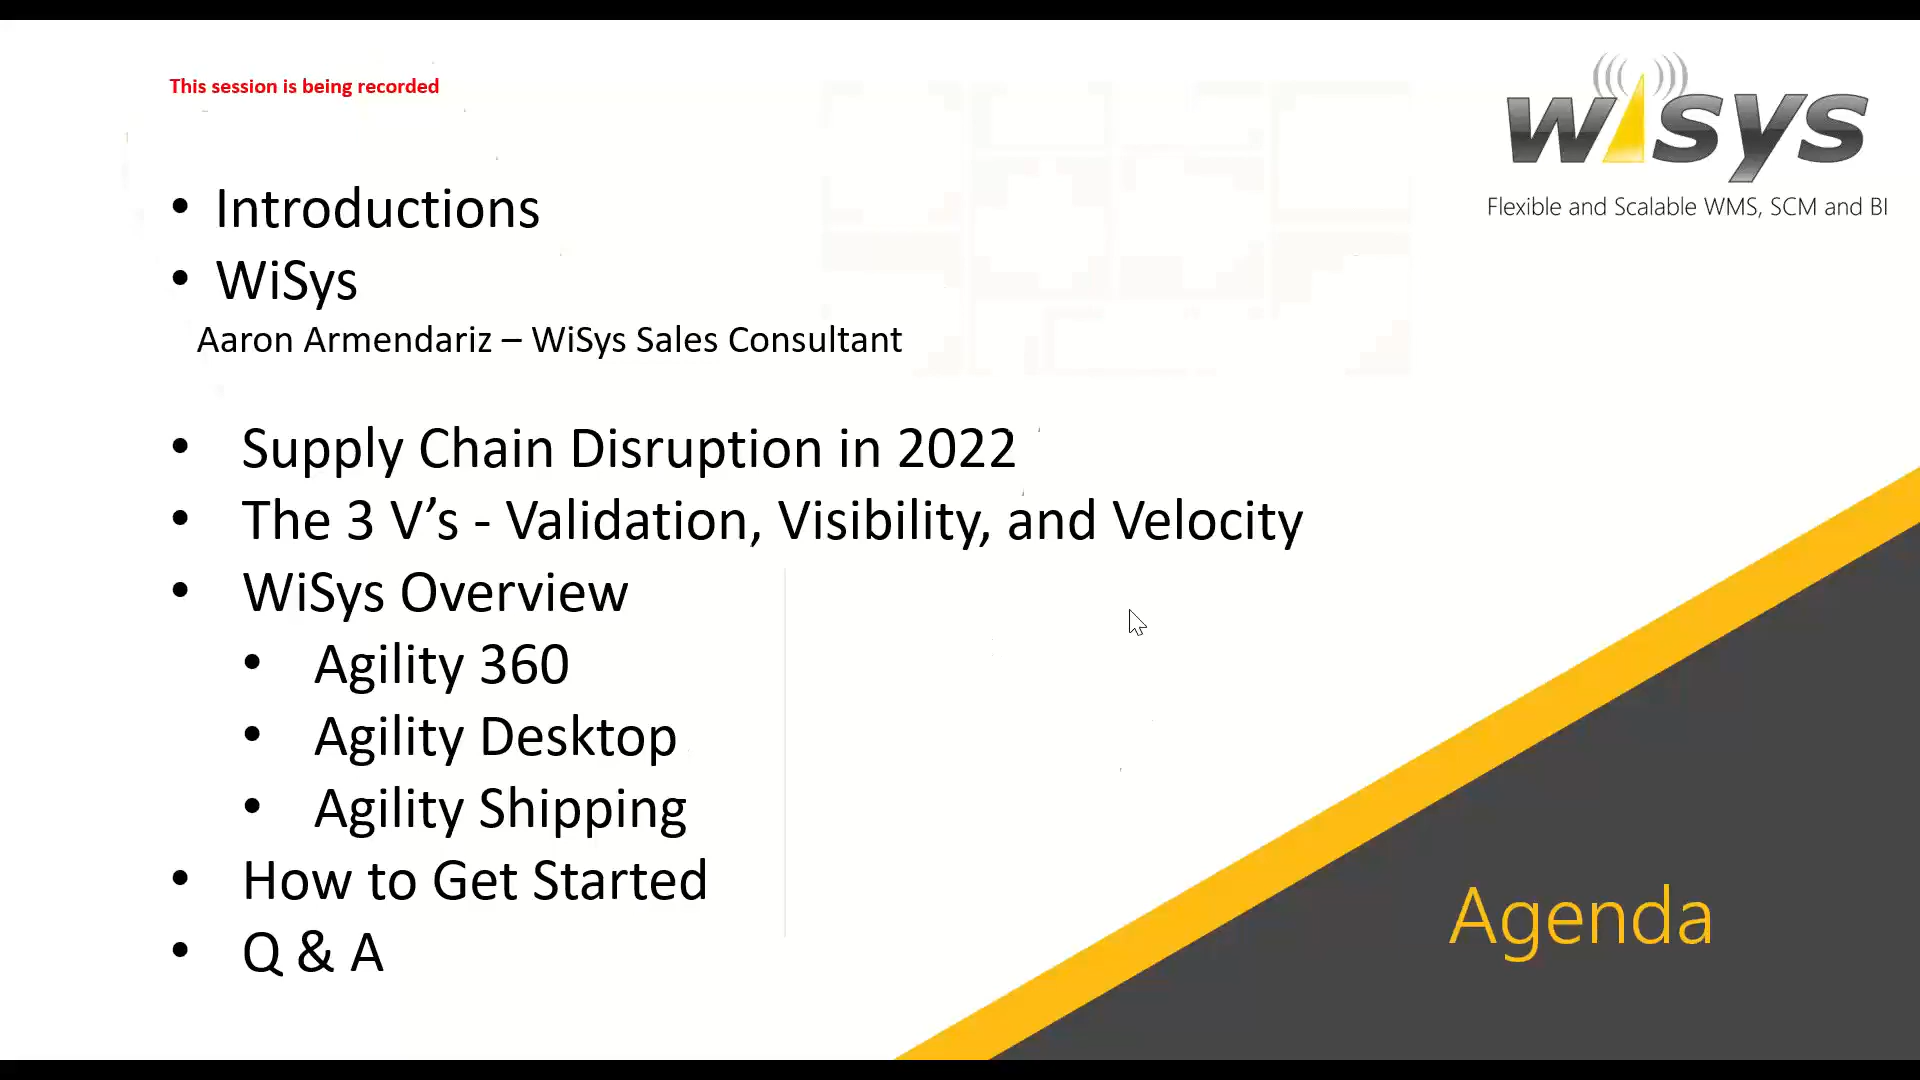 This session is being recorded
wisys
Flexible and Scalable WMS, SCM and BI
• Introductions
• WiSys
Aaron Armendariz – WiSys Sales Consultant
• Supply Chain Disruption in 2022
• The 3 V’s - Validation, Visibility, and Velocity
• WiSys Overview
• Agility 360
• Agility Desktop
• Agility Shipping
• How to Get Started
• Q & A
Agenda